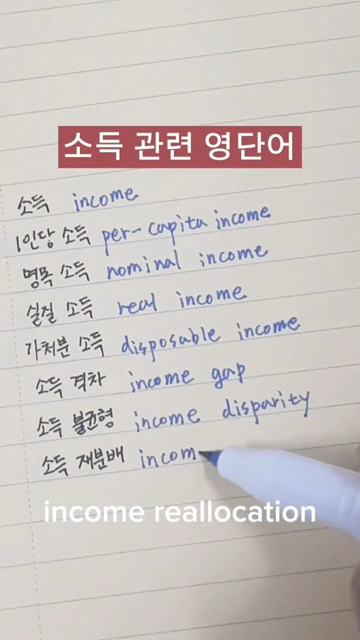 소득 관련 영단어
소득 income
1인당 소득 per-capita income
명목 소득 nominal income
실질 소득 real income
가처분 소득 disposable income
소득 격차 income gap
소득 불균형 income disparity
소득 재분배 incom
income reallocation